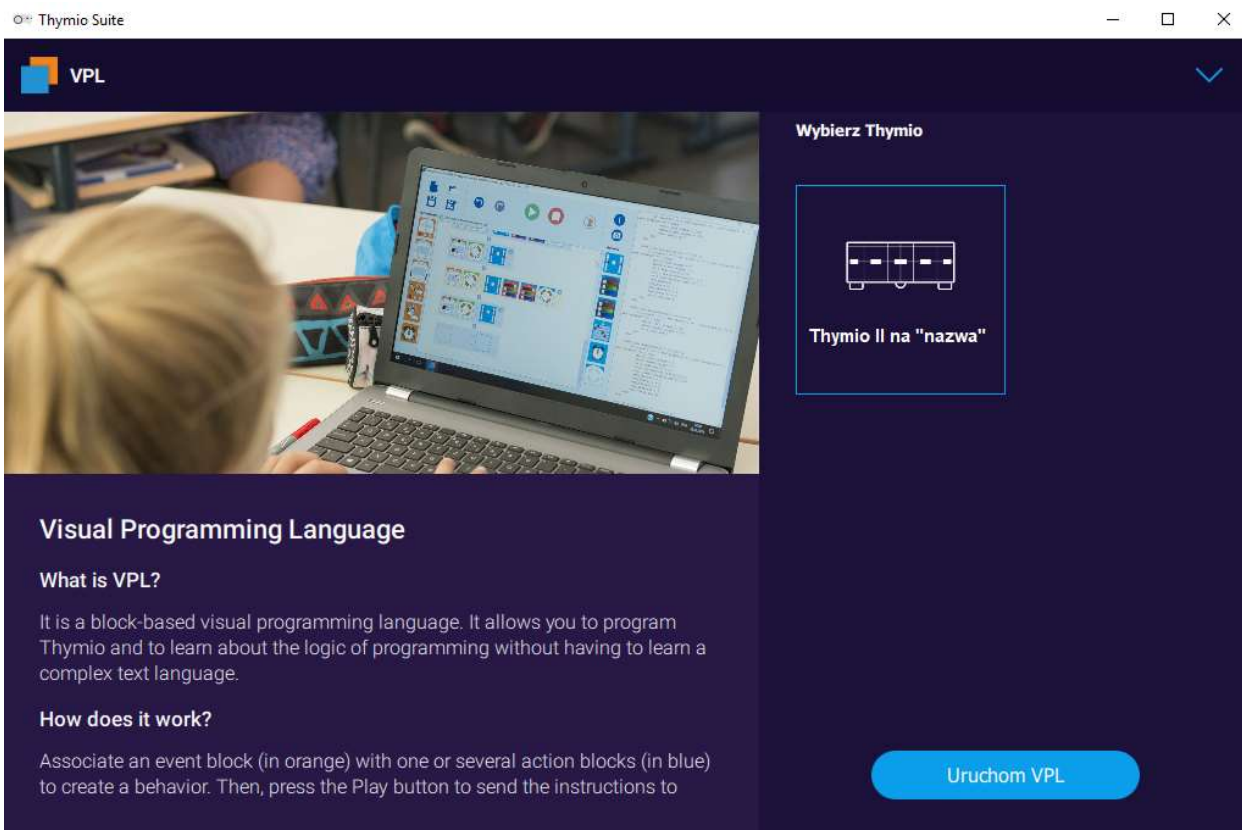 Thymio Suite
VPL
Wybierz Thymio
Thymio II na "nazwa"
Visual Programming Language
What is VPL?
It is a block-based visual programming language. It allows you to program
Thymio and to learn about the logic of programming without having to learn a
complex text language.
How does it work?
Associate an event block (in orange) with one or several action blocks (in blue)
to create a behavior. Then, press the Play button to send the instructions to
Uruchom VPL